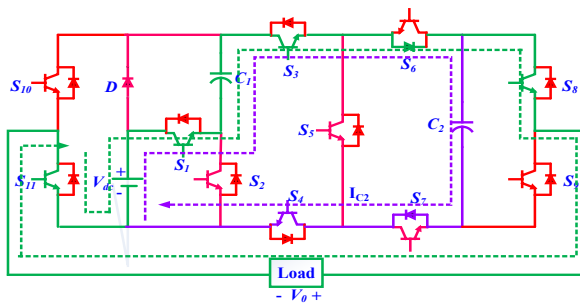 S10
D
C1
S3
S6
S8
S1
S5
C2
S11
Vdc
+
-
S2
S4
IC2
S7
S9
Load
- V0 +